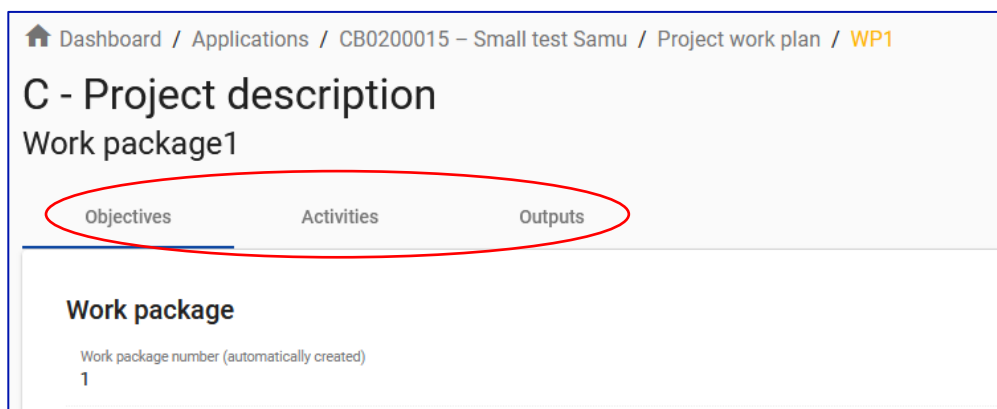 Dashboard / Applications / CB0200015 – Small test Samu / Project work plan / WP1
C - Project description
Work package1
Objectives Activities Outputs
Work package
Work package number (automatically created)
1